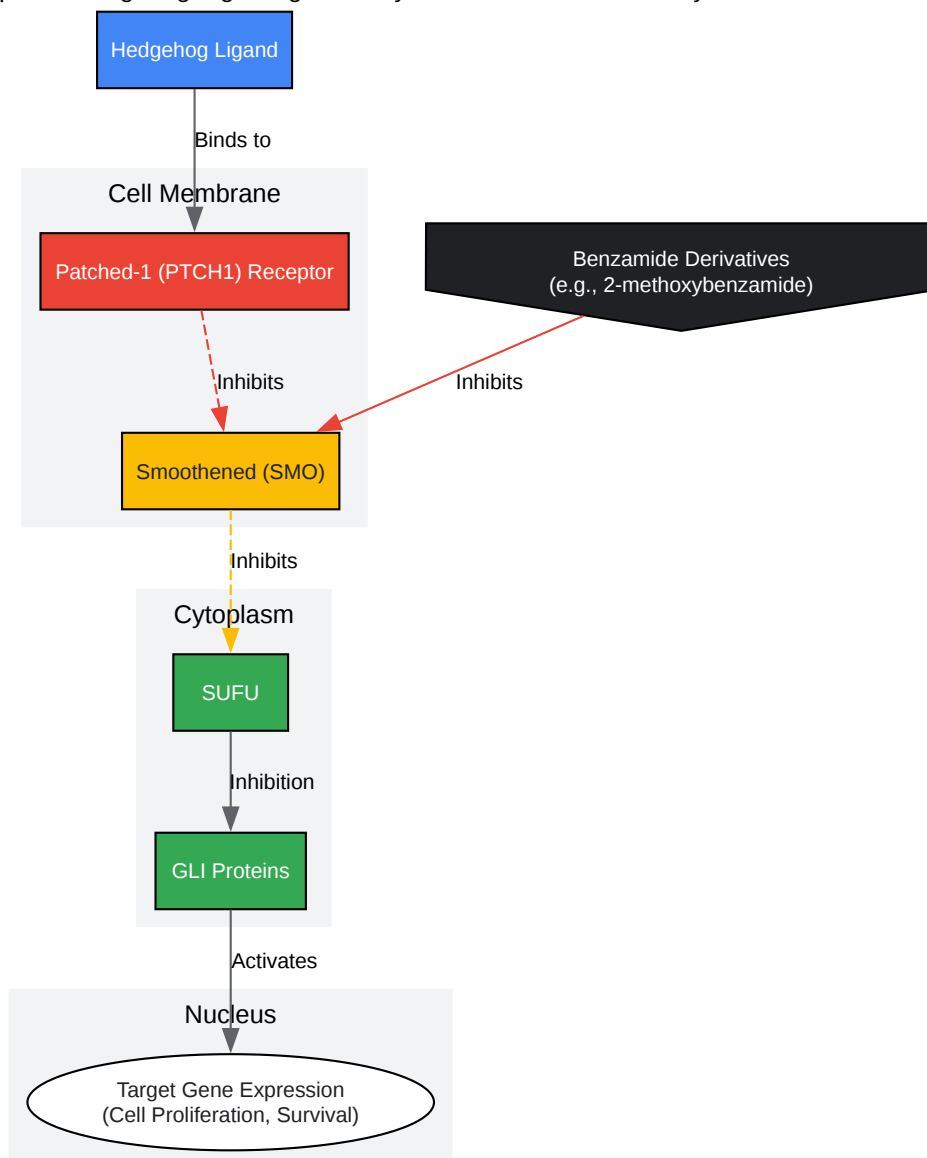 Hedgehog Ligand
Binds to
Cell Membrane
Patched-1 (PTCH1) Receptor
Benzamide Derivatives
(e.g., 2-methoxybenzamide)
Inhibits
Inhibits
Smoothened (SMO)
Inhibits
Cytoplasm
SUFU
Inhibition
GLI Proteins
Activates
Nucleus
Target Gene Expression
(Cell Proliferation, Survival)